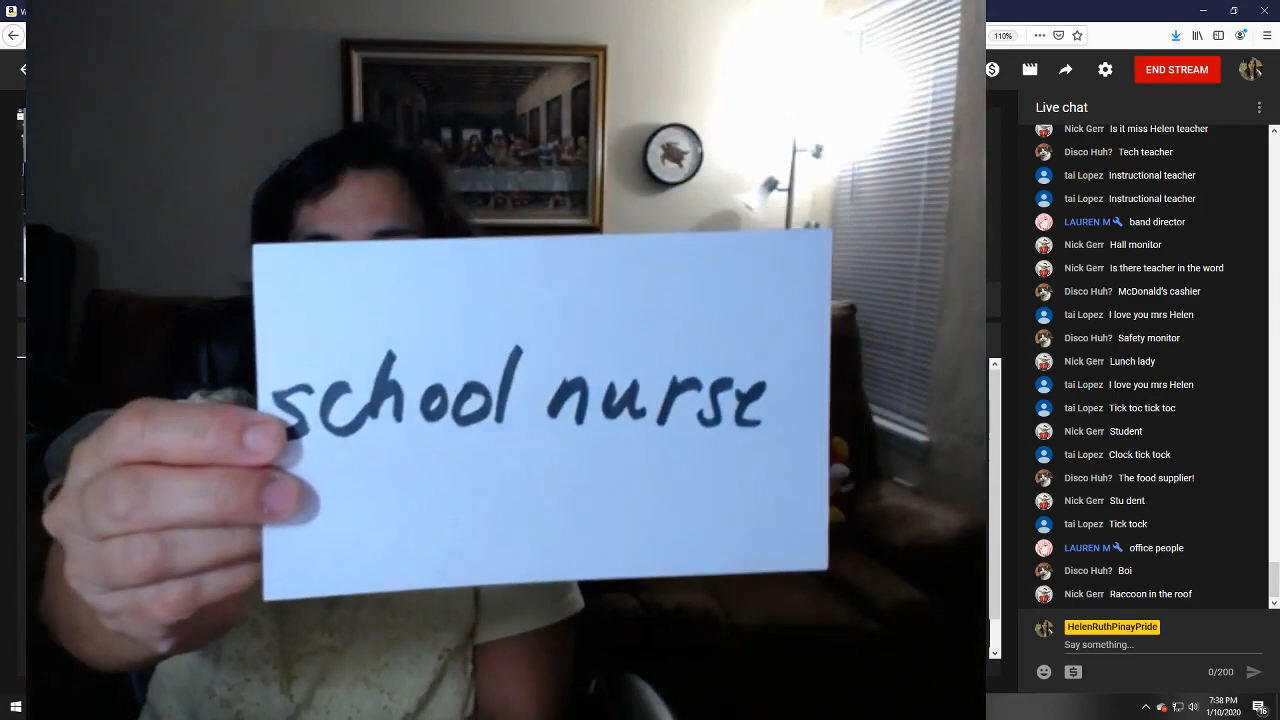 school nurse
110%
END STREAM
Live chat
Nick Gerr Is it miss Helen teacher
Disco Huh? Tech teacher
tai Lopez Instructional teacher
tai Lopez Instructional teacher
LAUREN M band director
Nick Gerr Hall monitor
Nick Gerr Is there teacher in the word
Disco Huh? McDonald's cashier
tai Lopez I love you mrs Helen
Disco Huh? Safety monitor
Nick Gerr Lunch lady
tai Lopez I love you mrs Helen
tai Lopez Tick toc tick toc
Nick Gerr Student
tai Lopez Clock tick tock
Disco Huh? The food supplier!
Nick Gerr Stu dent
tai Lopez Tick tock
LAUREN M office people
Disco Huh? Boi
Nick Gerr Raccoon in the roof
HelenRuthPinayPride
Say something...
0/200
7:38 PM
1/10/2020